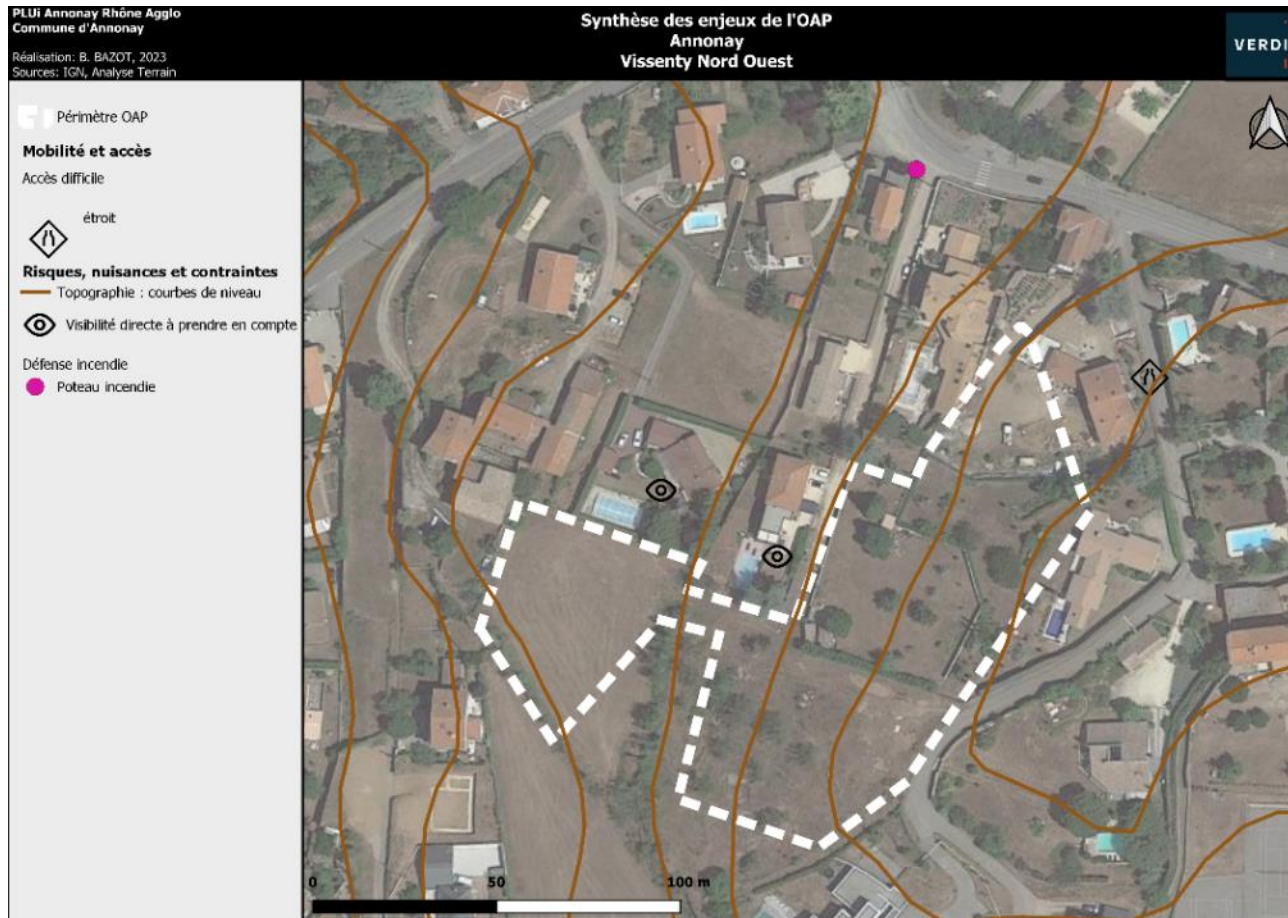 PLUi Annonay Rhône Agglo
Commune d'Annonay
Réalisation: B. BAZOT, 2023
Sources: IGN, Analyse Terrain
Synthèse des enjeux de l'OAP
Annonay
Vissenty Nord Ouest
VERDI
Périmètre OAP
Mobilité et accès
Accès difficile
étroit
Risques, nuisances et contraintes
Topographie : courbes de niveau
Visibilité directe à prendre en compte
Défense incendie
Poteau incendie
0 50 100 m